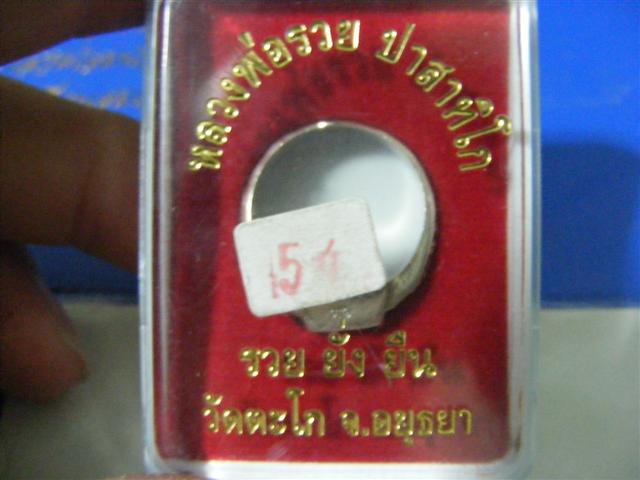 หลวงพ่อรวย ปาสาทิโก
รวย ยั่ง ยืน
วัดตะโก จ.อยุธยา